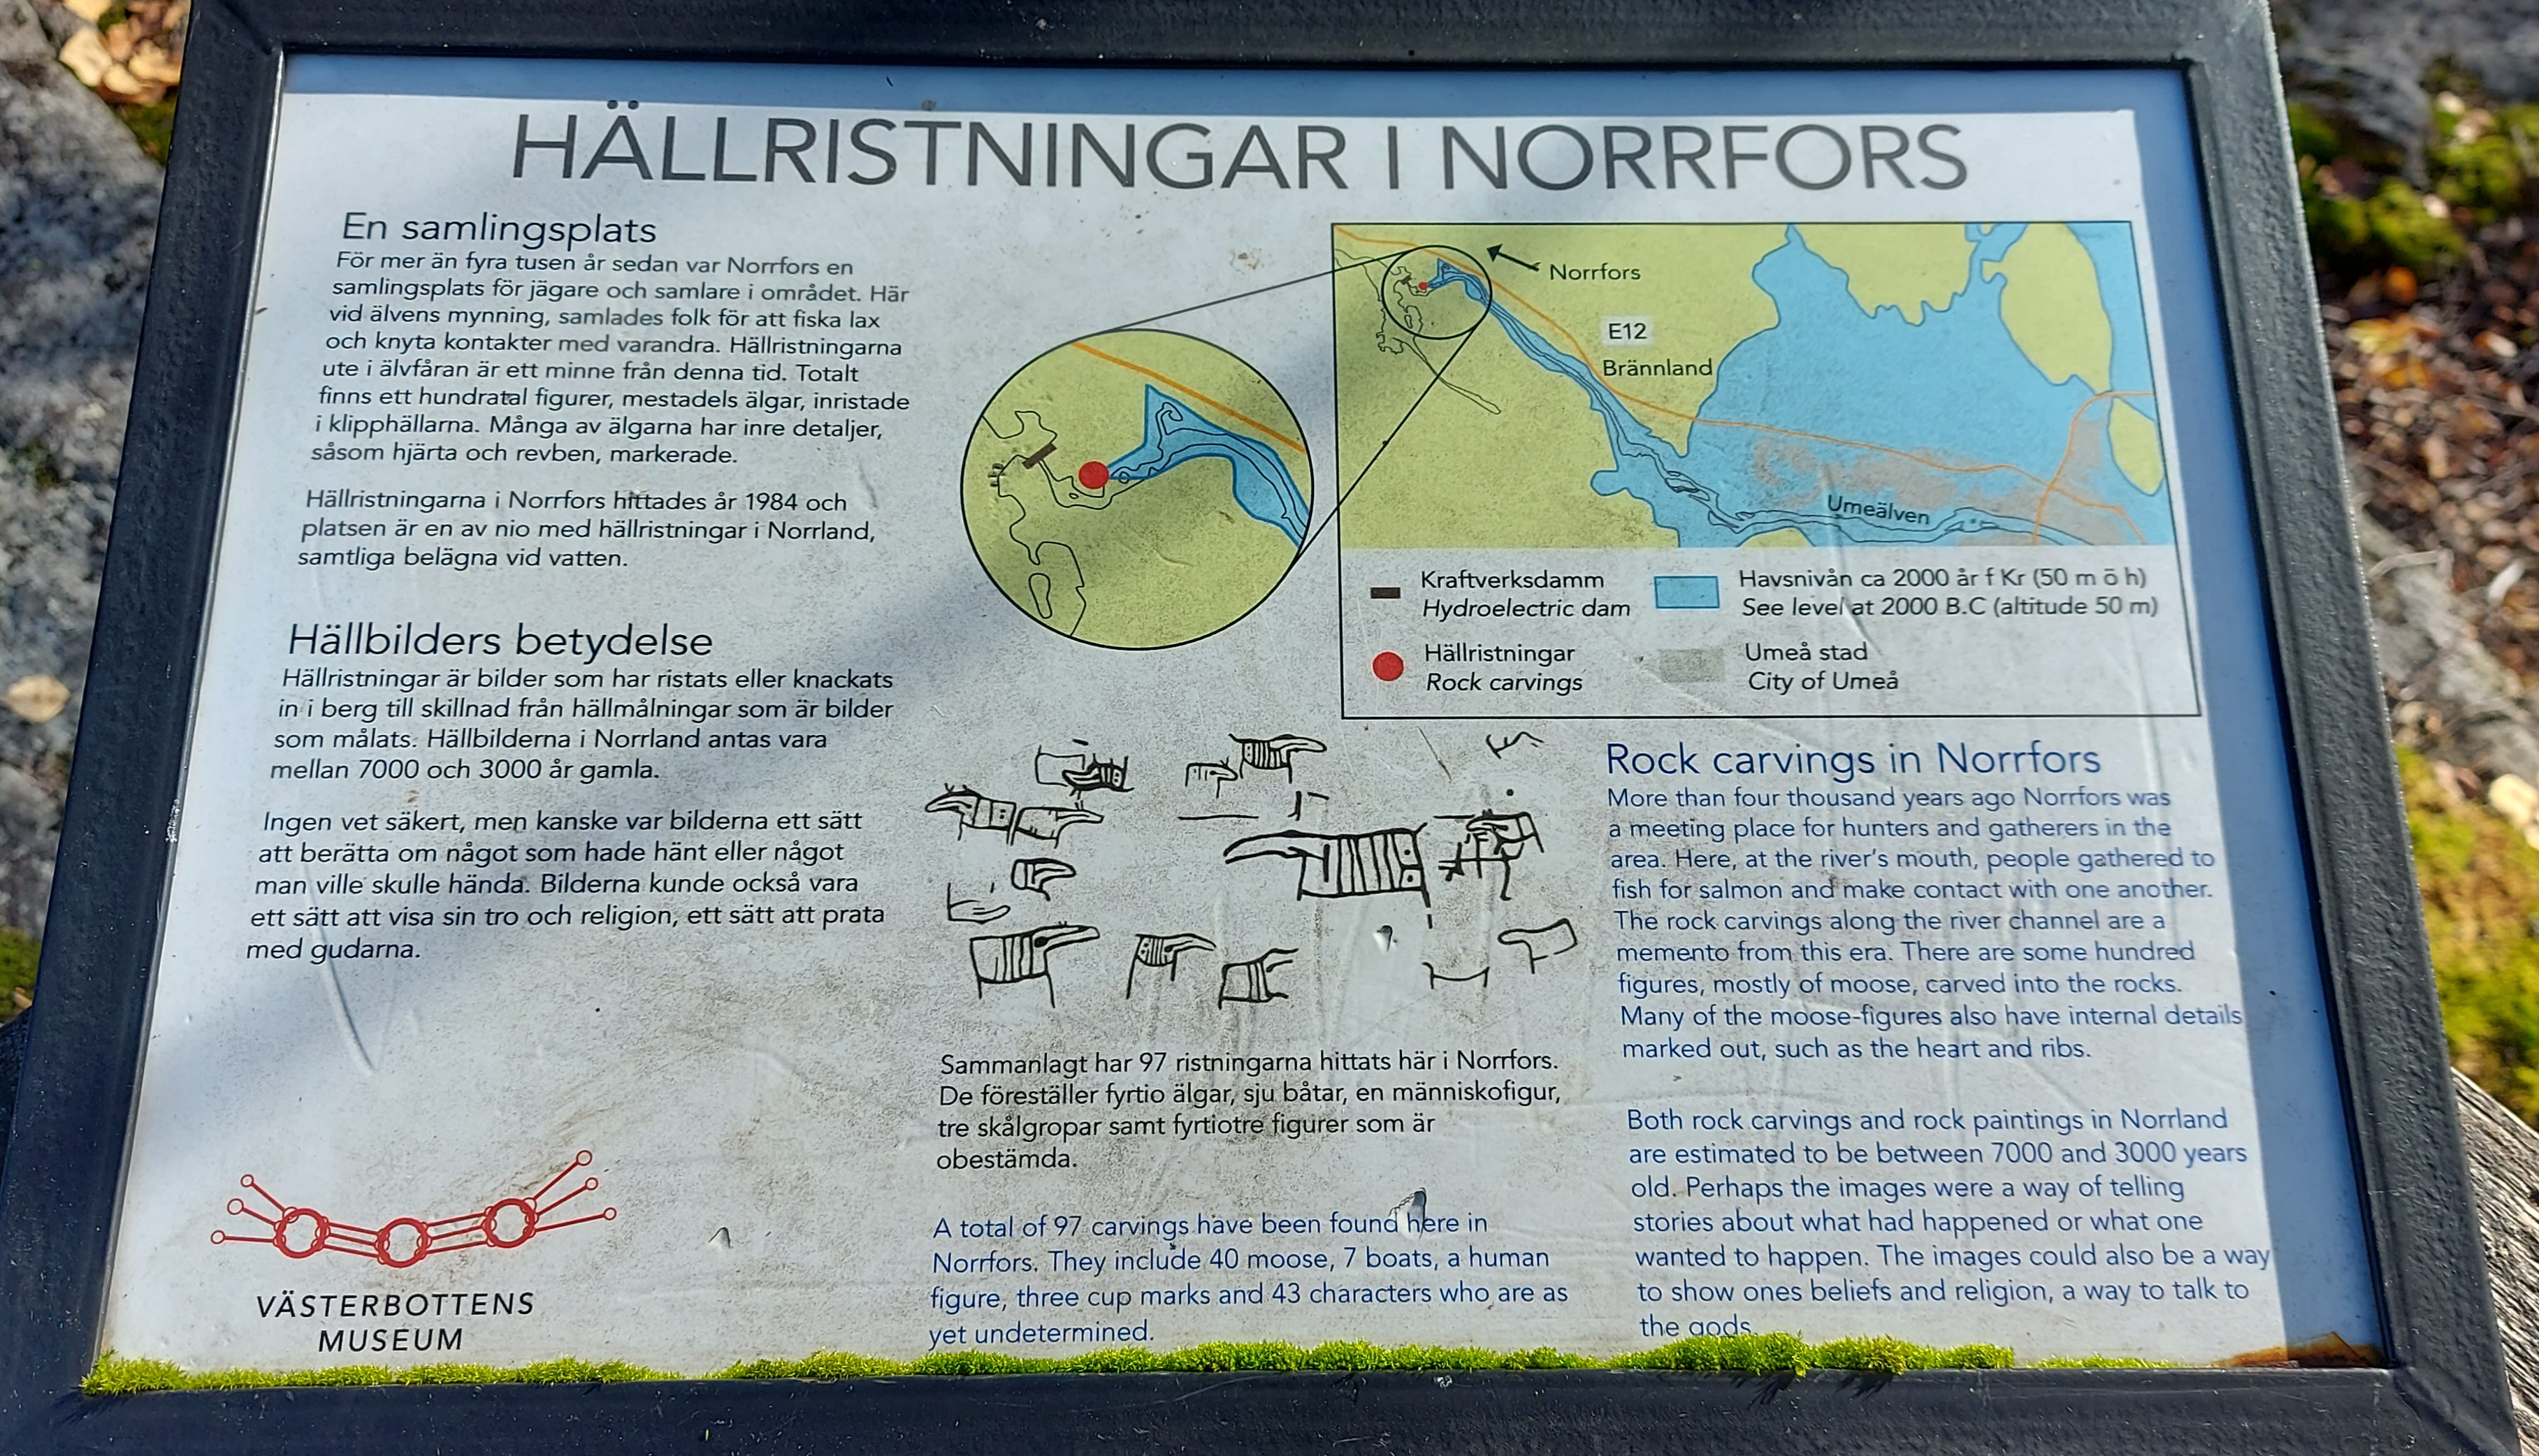 HÄLLRISTNINGAR I NORRFORS
En samlingsplats
För mer än fyra tusen år sedan var Norrfors en
samlingsplats för jägare och samlare i området. Här
vid älvens mynning, samlades folk för att fiska lax
och knyta kontakter med varandra. Hällristningarna
ute i älvfåran är ett minne från denna tid. Totalt
finns ett hundratal figurer, mestadels älgar, inristade
i klipphällarna. Många av älgarna har inre detaljer,
såsom hjärta och revben, markerade.
Hällristningarna i Norrfors hittades år 1984 och
platsen är en av nio med hällristningar i Norrland,
samtliga belägna vid vatten.
Hällbilders betydelse
Hällristningar är bilder som har ristats eller knackats
in i berg till skillnad från hällmålningar som är bilder
som målats. Hällbilderna i Norrland antas vara
mellan 7000 och 3000 år gamla.
Ingen vet säkert, men kanske var bilderna ett sätt
att berätta om något som hade hänt eller något
man ville skulle hända. Bilderna kunde också vara
ett sätt att visa sin tro och religion, ett sätt att prata
med gudarna.
VÄSTERBOTTENS
MUSEUM
Norrfors
E12
Brännland
Umeälven
Kraftverksdamm
Hydroelectric dam
Havsnivån ca 2000 år f Kr (50 m ö h)
See level at 2000 B.C (altitude 50 m)
Hällristningar
Rock carvings
Umeå stad
City of Umeå
Sammanlagt har 97 ristningarna hittats här i Norrfors.
De föreställer fyrtio älgar, sju båtar, en människofigur,
tre skålgropar samt fyrtiotre figurer som är
obestämda.
A total of 97 carvings have been found here in
Norrfors. They include 40 moose, 7 boats, a human
figure, three cup marks and 43 characters who are as
yet undetermined.
Rock carvings in Norrfors
More than four thousand years ago Norrfors was
a meeting place for hunters and gatherers in the
area. Here, at the river's mouth, people gathered to
fish for salmon and make contact with one another.
The rock carvings along the river channel are a
memento from this era. There are some hundred
figures, mostly of moose, carved into the rocks.
Many of the moose-figures also have internal details
marked out, such as the heart and ribs.
Both rock carvings and rock paintings in Norrland
are estimated to be between 7000 and 3000 years
old. Perhaps the images were a way of telling
stories about what had happened or what one
wanted to happen. The images could also be a way
to show ones beliefs and religion, a way to talk to
the gods.